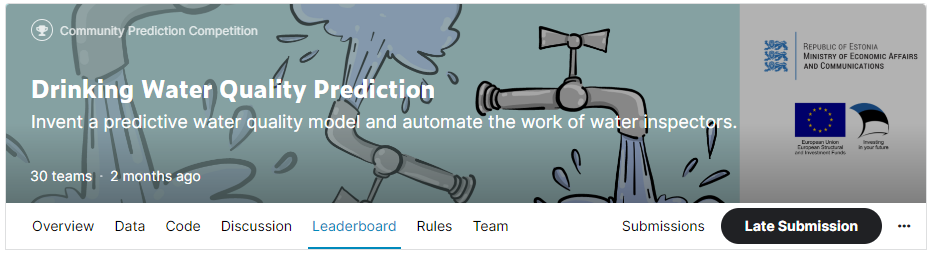 Community Prediction Competition
Drinking Water Quality Prediction
Invent a predictive water quality model and automate the work of water inspectors.
30 teams · 2 months ago
REPUBLIC OF ESTONIA
MINISTRY OF ECONOMIC AFFAIRS
AND COMMUNICATIONS
European Union
European Structural
and Investment Funds
Investing
in your future
Overview Data Code Discussion Leaderboard Rules Team Submissions Late Submission ...